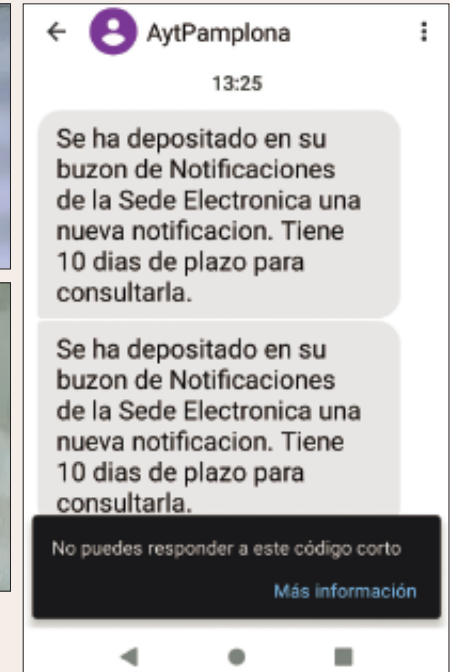 AytPamplona
13:25
Se ha depositado en su
buzon de Notificaciones
de la Sede Electronica una
nueva notificacion. Tiene
10 dias de plazo para
consultarla.
Se ha depositado en su
buzon de Notificaciones
de la Sede Electronica una
nueva notificacion. Tiene
10 dias de plazo para
consultarla.
No puedes responder a este código corto
Más información